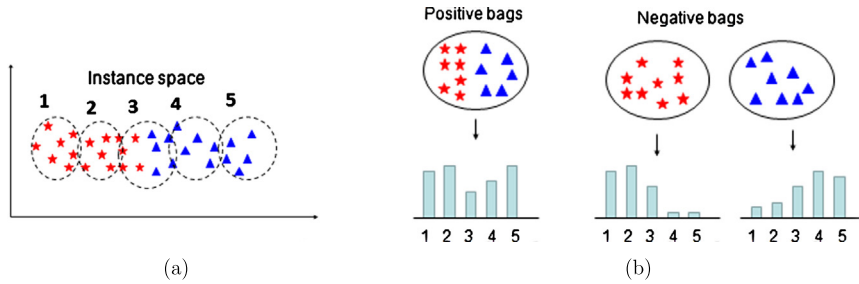 Instance space
1 2 3 4 5
(a)
Positive bags
Negative bags
1 2 3 4 5
1 2 3 4 5
1 2 3 4 5
(b)